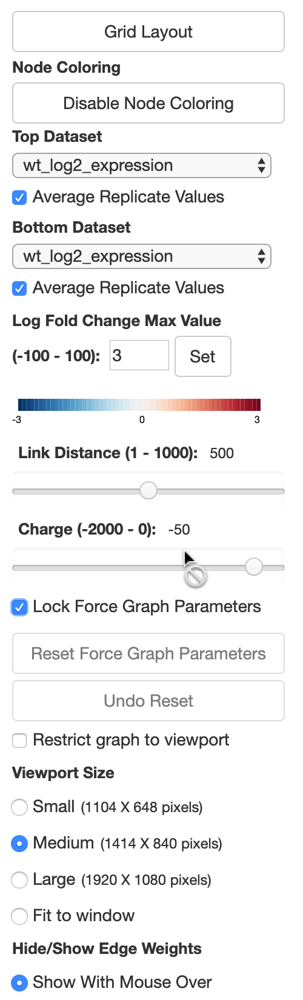 Grid Layout
Node Coloring
Disable Node Coloring
Top Dataset
wt_log2_expression
Average Replicate Values
Bottom Dataset
wt_log2_expression
Average Replicate Values
Log Fold Change Max Value
(-100 - 100): 3 Set
-3 0 3
Link Distance (1 - 1000): 500
Charge (-2000 - 0): -50
Lock Force Graph Parameters
Reset Force Graph Parameters
Undo Reset
Restrict graph to viewport
Viewport Size
Small (1104 X 648 pixels)
Medium (1414 X 840 pixels)
Large (1920 X 1080 pixels)
Fit to window
Hide/Show Edge Weights
Show With Mouse Over